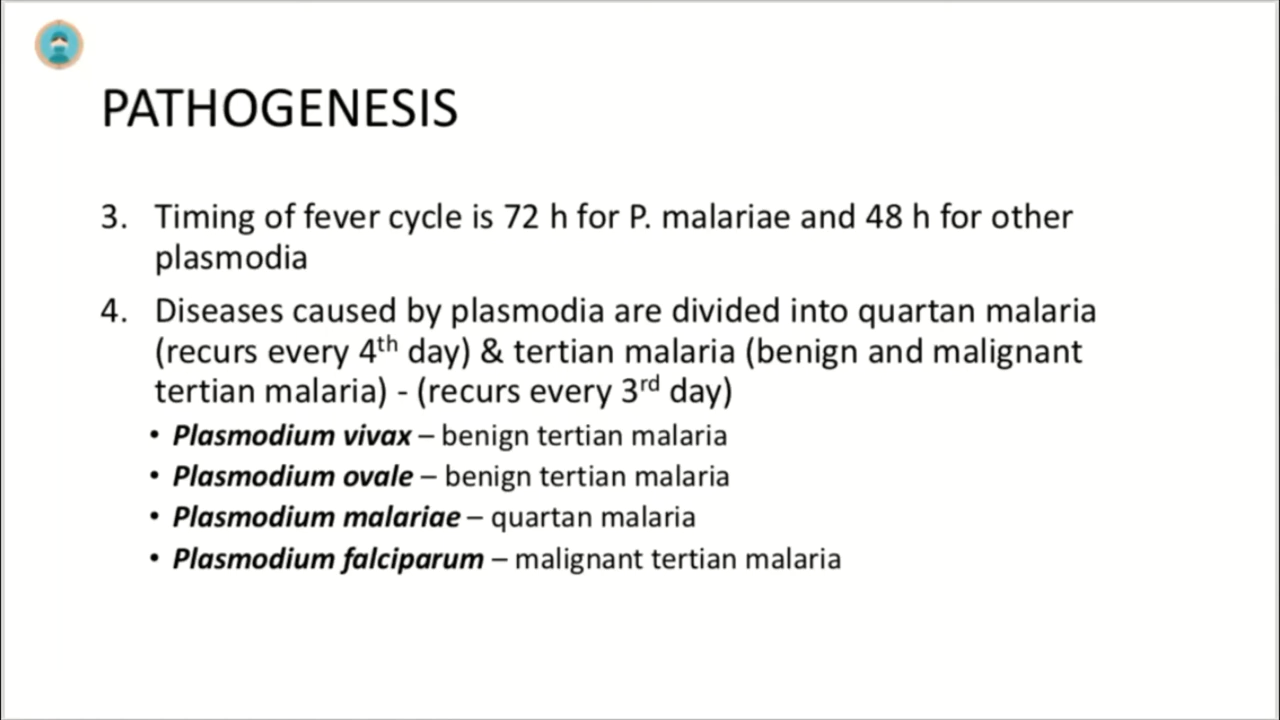 PATHOGENESIS
3. Timing of fever cycle is 72 h for P. malariae and 48 h for other
plasmodia
4. Diseases caused by plasmodia are divided into quartan malaria
(recurs every 4th day) & tertian malaria (benign and malignant
tertian malaria) - (recurs every 3rd day)
• Plasmodium vivax – benign tertian malaria
• Plasmodium ovale – benign tertian malaria
• Plasmodium malariae – quartan malaria
• Plasmodium falciparum – malignant tertian malaria